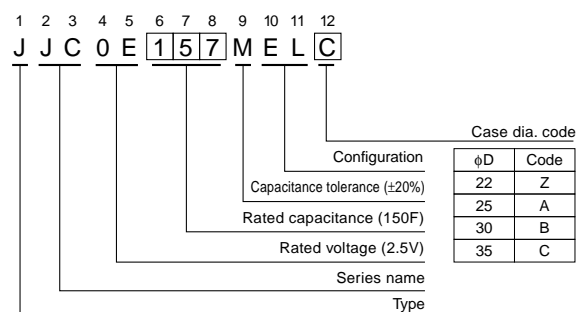 1 2 3 4 5 6 7 8 9 10 11 12
J J C 0 E 1 5 7 M E L C
Case dia. code
Configuration
Capacitance tolerance (±20%)
Rated capacitance (150F)
Rated voltage (2.5V)
Series name
Type
ϕD Code
22 Z
25 A
30 B
35 C